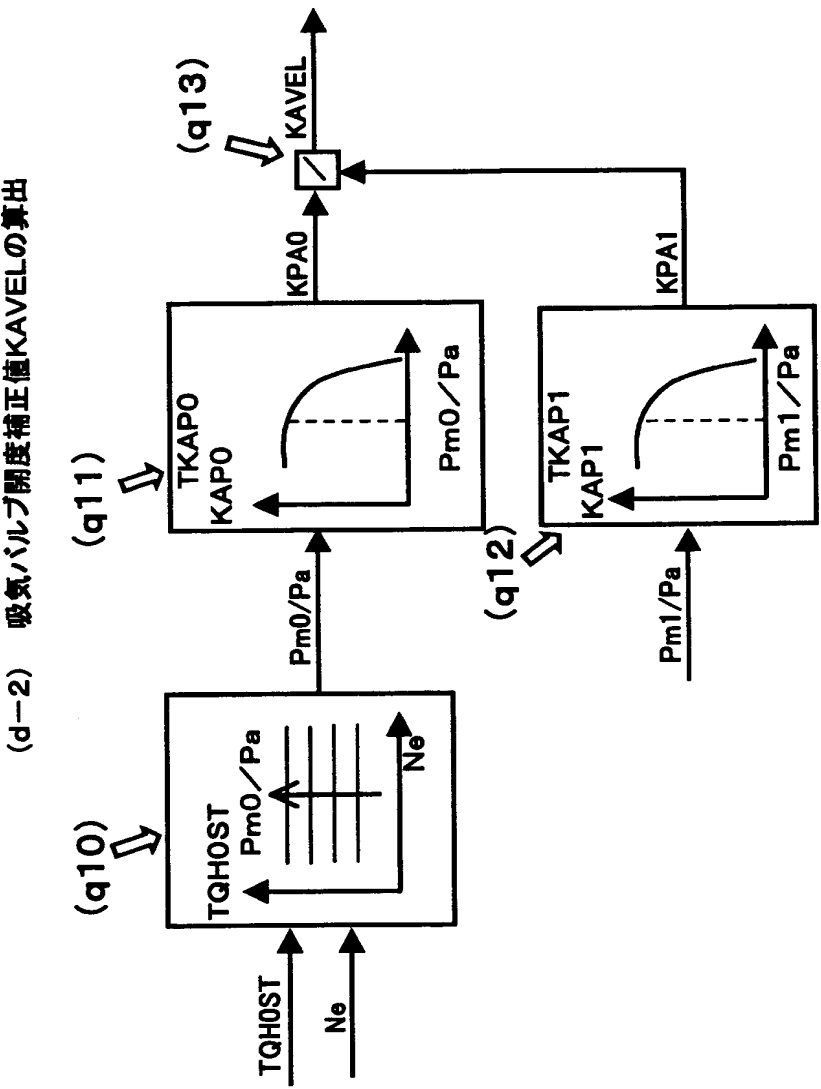 (d-2) 吸気バルブ開度補正値KAVELの算出
(q10)
TQHOST
Ne
TQHOST
Pm0/Pa
Ne
Pm0/Pa
(q11)
TKAPO
KAPO
Pm0/Pa
KPA0
(q13)
KAVEL
(q12)
Pm1/Pa
TKAP1
KAP1
Pm1/Pa
KPA1